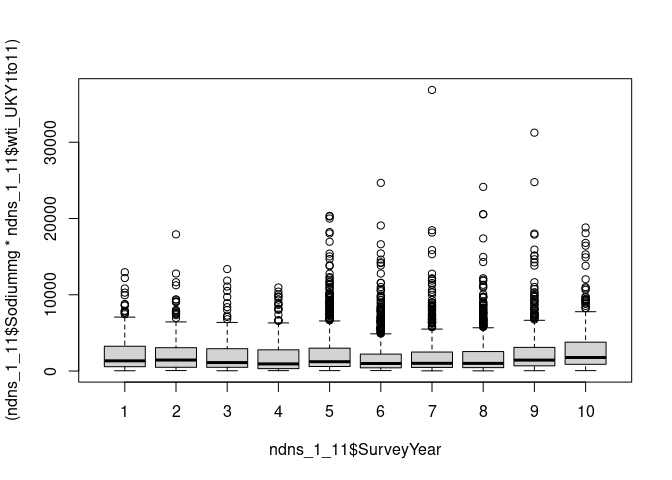 (ndns_1_11$Sodiummg * ndns_1_11$wti_UKY1to11)
30000
20000
10000
0
1 2 3 4 5 6 7 8 9 10
ndns_1_11$SurveyYear